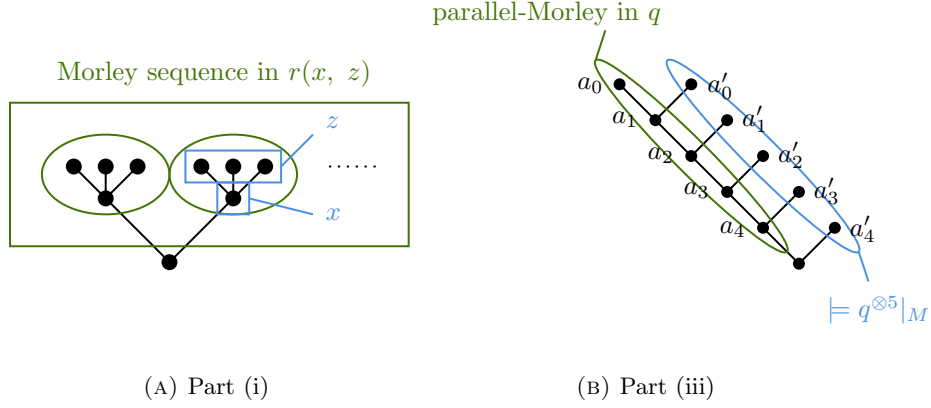 parallel-Morley in q
Morley sequence in r(x, z)
z
x
......
a₀
a₁
a₂
a₃
a₄
a′₀
a′₁
a′₂
a′₃
a′₄
⊨ q^{⊗5}|_M
(A) Part (i)
(B) Part (iii)